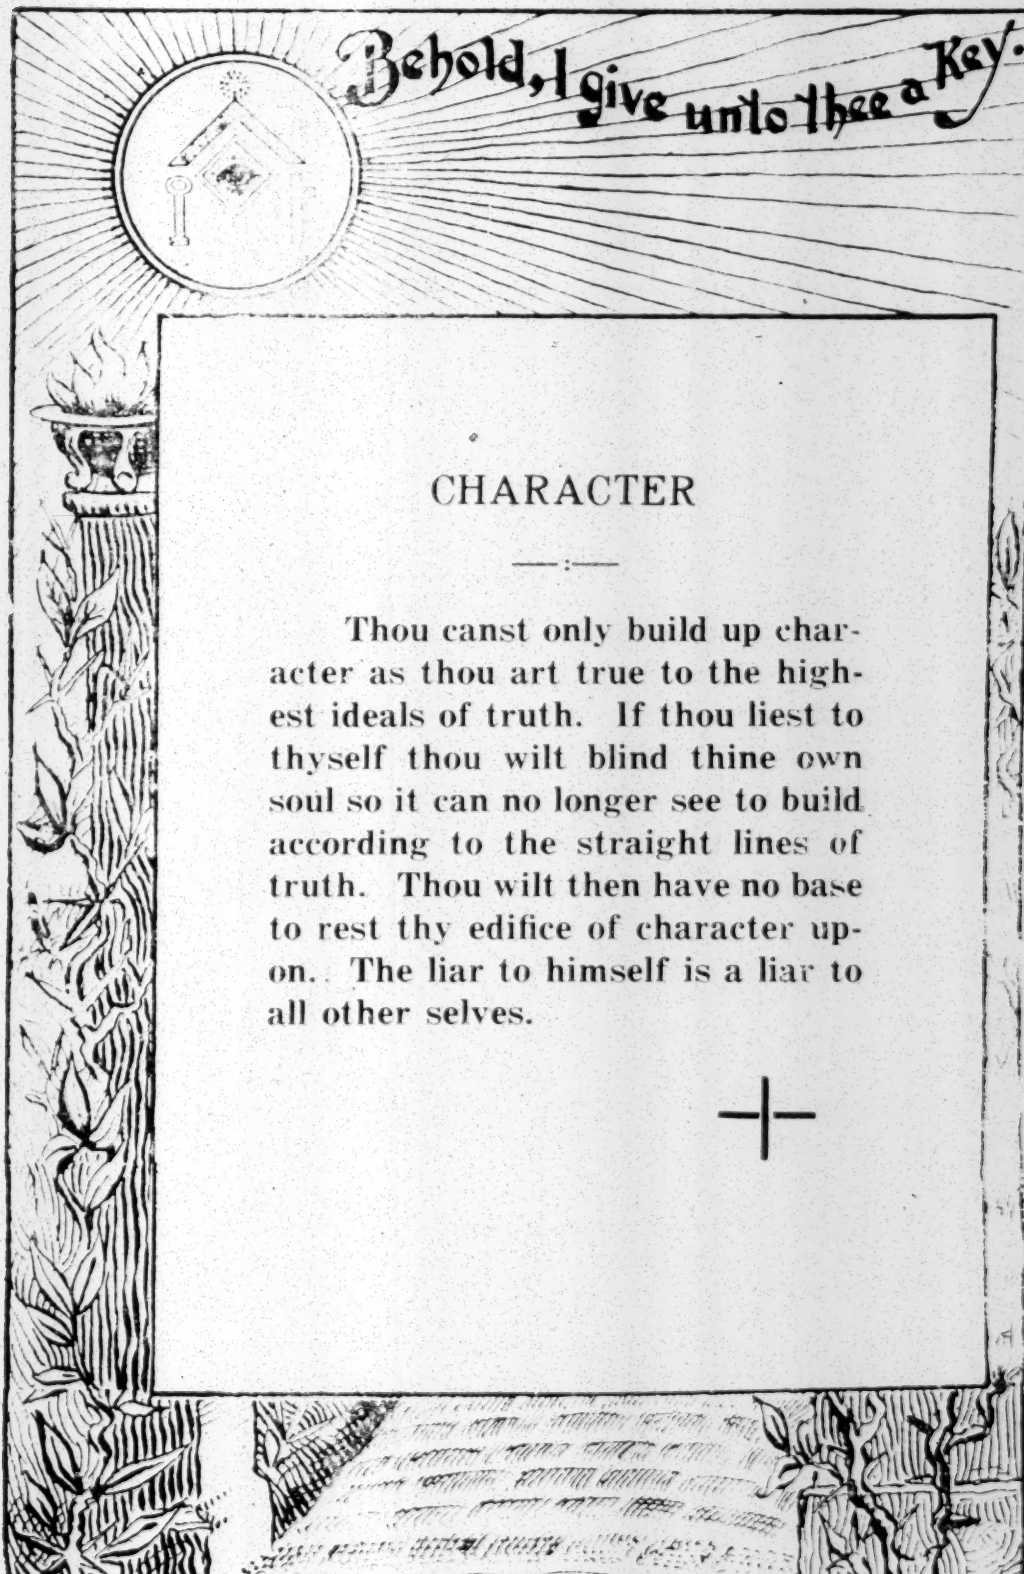 Behold, I give unto thee a Key.
CHARACTER
Thou canst only build up char-
acter as thou art true to the high-
est ideals of truth. If thou liest to
thyself thou wilt blind thine own
soul so it can no longer see to build
according to the straight lines of
truth. Thou wilt then have no base
to rest thy edifice of character up-
on. The liar to himself is a liar to
all other selves.